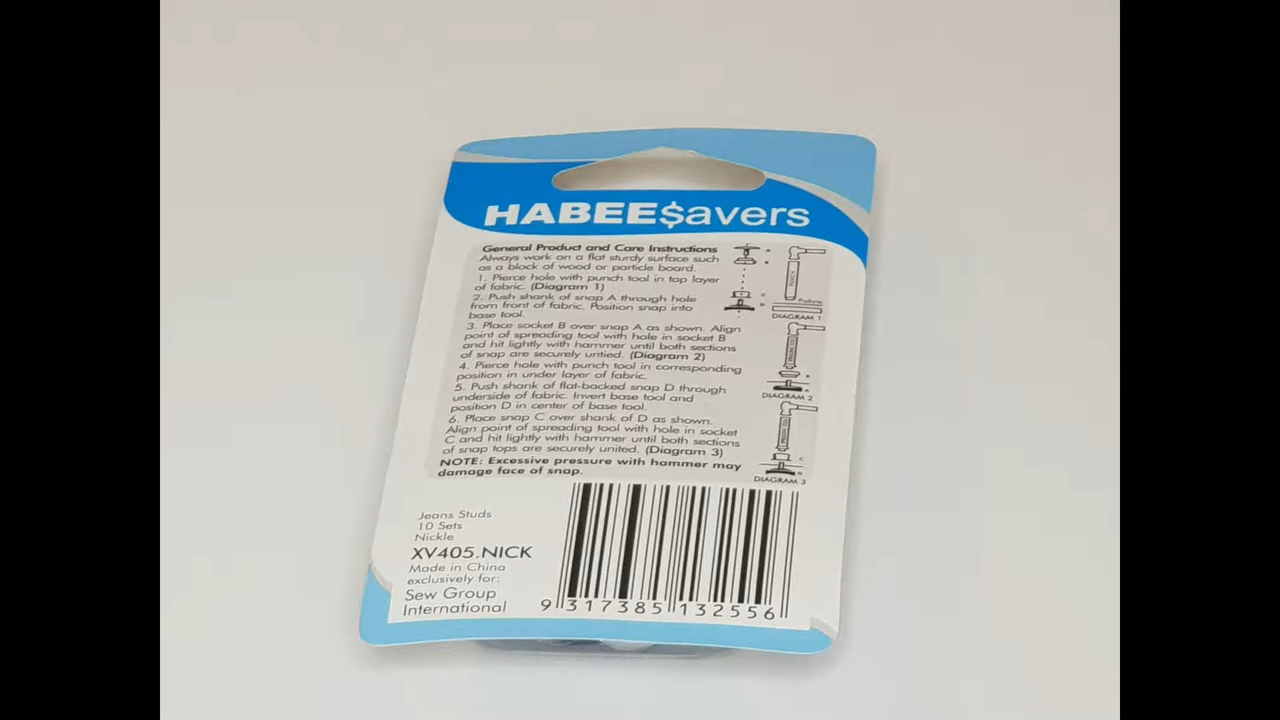 HABEE$avers
General Product and Care Instructions
Always work on a flat sturdy surface such
as a block of wood or particle board.
1. Pierce hole with punch tool in top layer
of fabric. (Diagram 1)
2. Push shank of snap A through hole
from front of fabric. Position snap into
base tool.
3. Place socket B over snap A as shown. Align
point of spreading tool with hole in socket B
and hit lightly with hammer until both sections
of snap are securely untied. (Diagram 2)
4. Pierce hole with punch tool in corresponding
position in under layer of fabric.
5. Push shank of flat-backed snap D through
underside of fabric. Invert base tool and
position D in center of base tool.
6. Place snap C over shank of D as shown.
Align point of spreading tool with hole in socket
C and hit lightly with hammer until both sections
of snap tops are securely united. (Diagram 3)
NOTE: Excessive pressure with hammer may
damage face of snap.
A
B
C
D
PUNCH
Fabric
DIAGRAM 1
DIAGRAM 2
C
D
DIAGRAM 3
Jeans Studs
10 Sets
Nickle
XV405.NICK
Made in China
exclusively for:
Sew Group
International
9 317385 132556